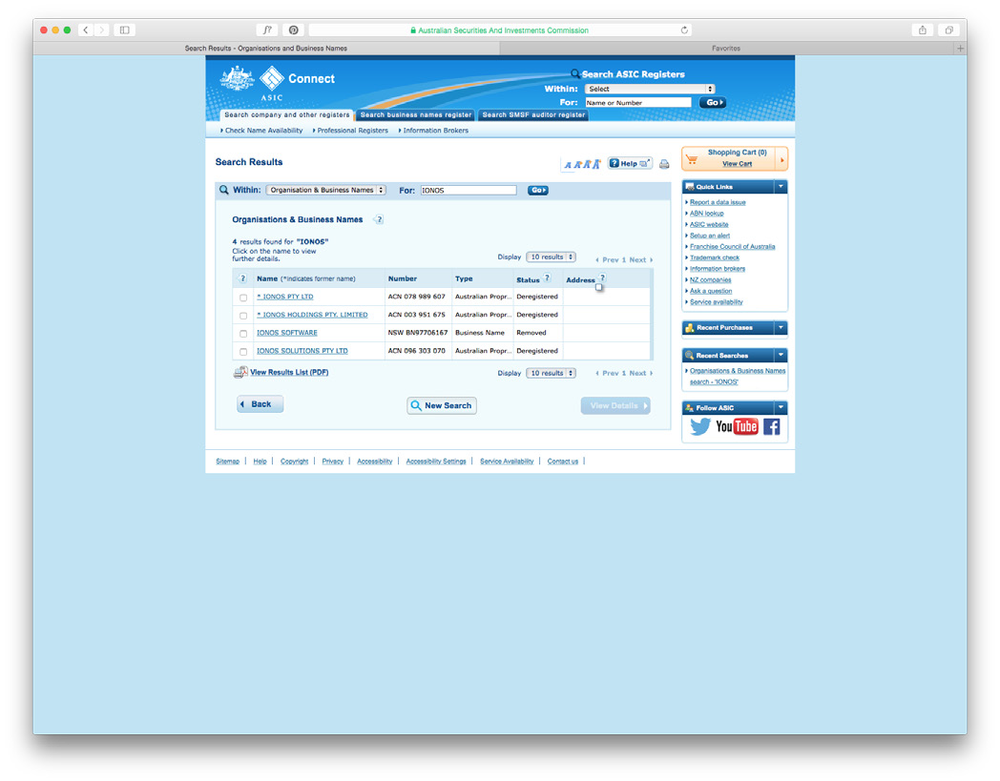 f?
Australian Securities And Investments Commission
Search Results - Organisations and Business Names
Favorites
ASIC
Connect
Search ASIC Registers
Within: Select
For: Name or Number Go
Search company and other registers Search business names register Search SMSF auditor register
Check Name Availability Professional Registers Information Brokers
Search Results
A A A A Help
Within: Organisation & Business Names For: IONOS Go
Organisations & Business Names ?
4 results found for "IONOS"
Click on the name to view
further details.
Display 10 results Prev 1 Next
? Name (*indicates former name) Number Type Status ? Address ?
* IONOS PTY LTD ACN 078 989 607 Australian Propr... Deregistered
* IONOS HOLDINGS PTY. LIMITED ACN 003 951 675 Australian Propr... Deregistered
IONOS SOFTWARE NSW BN97706167 Business Name Removed
IONOS SOLUTIONS PTY LTD ACN 096 303 070 Australian Propr... Deregistered
View Results List (PDF)
Display 10 results Prev 1 Next
Back New Search View Details
Shopping Cart (0)
View Cart
Quick Links
Report a data issue
ABN lookup
ASIC website
Setup an alert
Franchise Council of Australia
Trademark check
Information brokers
NZ companies
Ask a question
Service availability
Recent Purchases
Recent Searches
Organisations & Business Names
search - 'IONOS'
Follow ASIC
YouTube f
Sitemap | Help | Copyright | Privacy | Accessibility | Accessibility Settings | Service Availability | Contact us |